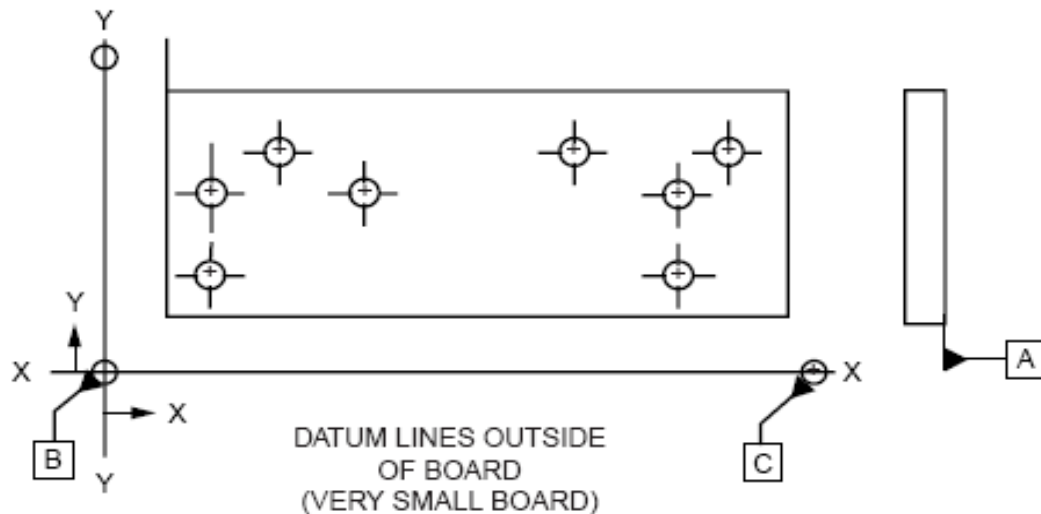 Y
Y
X
X
A
X
B
Y
C
DATUM LINES OUTSIDE
OF BOARD
(VERY SMALL BOARD)